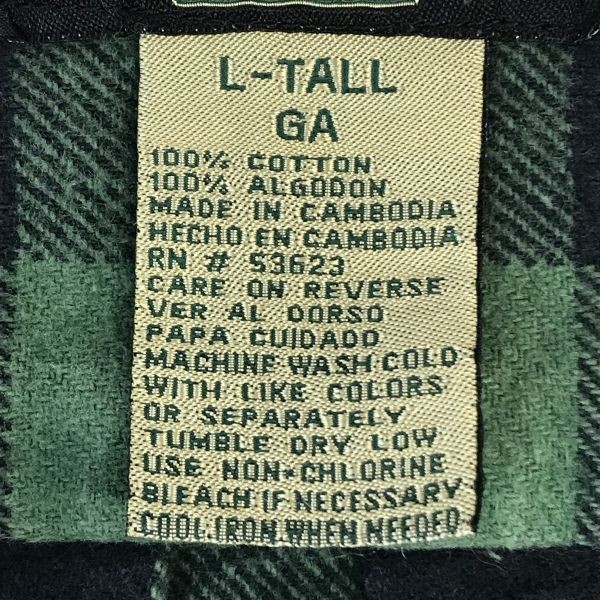 L-TALL
GA
100% COTTON
100% ALGODON
MADE IN CAMBODIA
HECHO EN CAMBODIA
RN # 53623
CARE ON REVERSE
VER AL DORSO
PAPA CUIDADO
MACHINE WASH COLD
WITH LIKE COLORS
OR SEPARATELY
TUMBLE DRY LOW
USE NON-CHLORINE
BLEACH IF NECESSARY
COOL IRON WHEN NEEDED